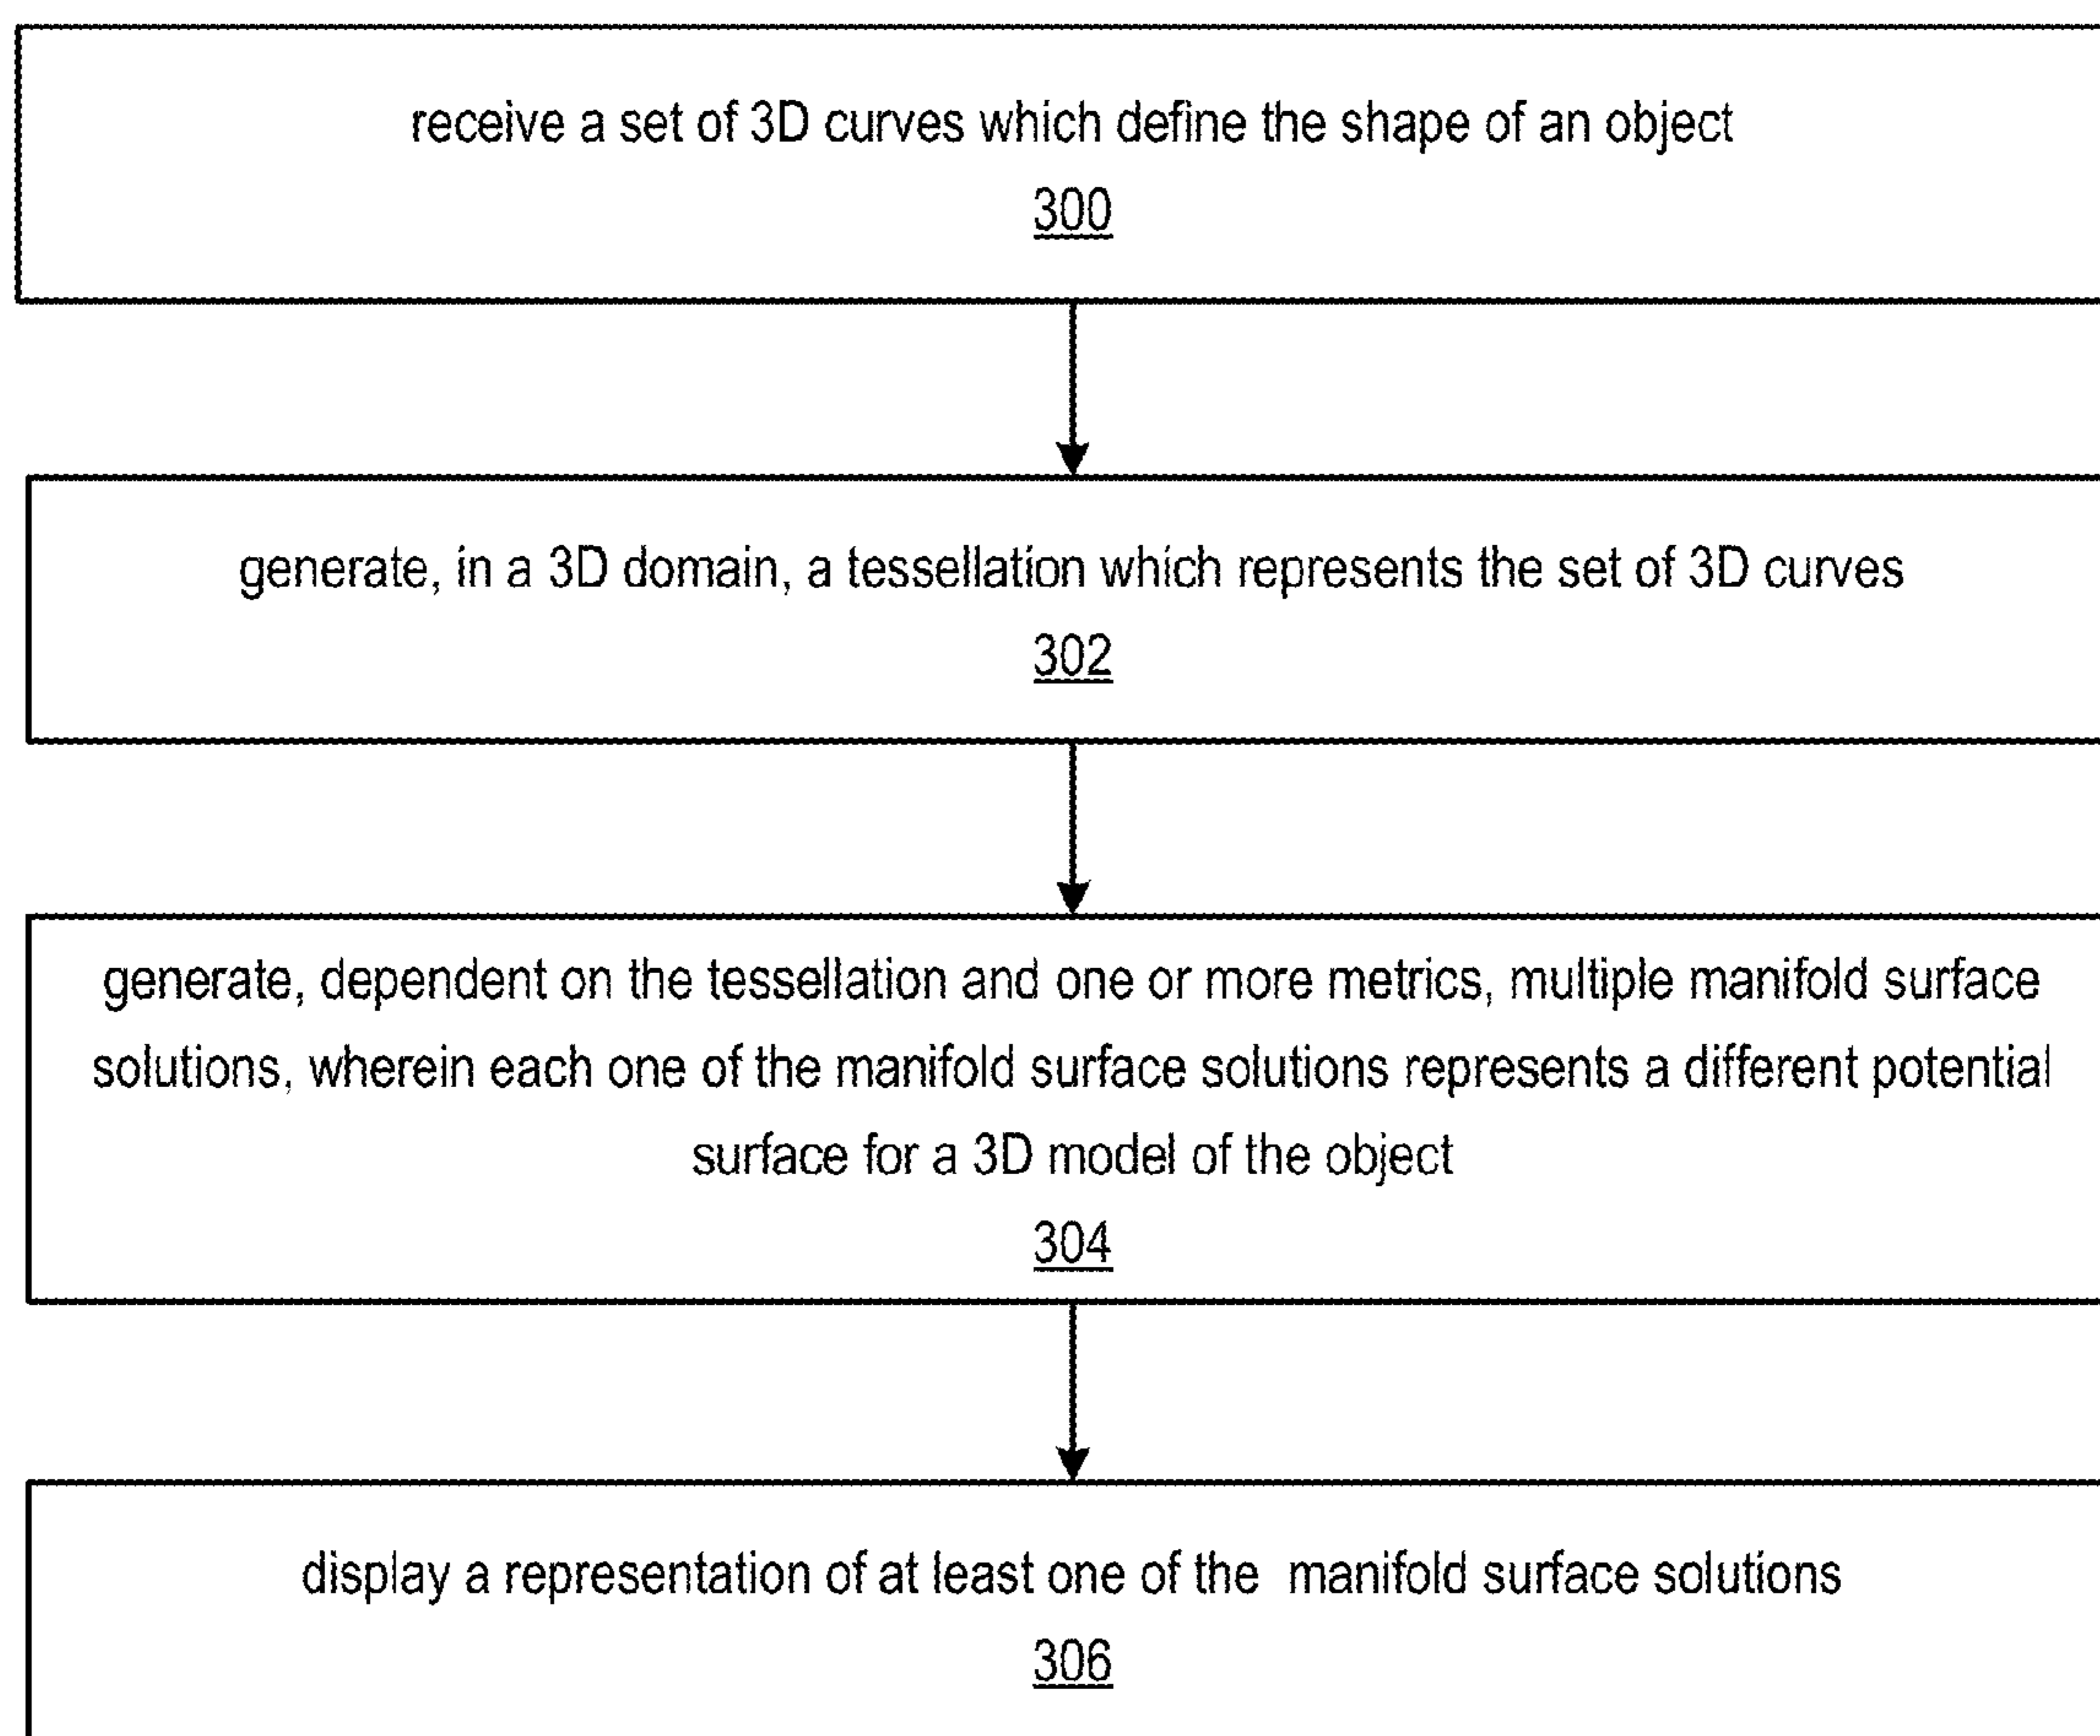 receive a set of 3D curves which define the shape of an object
300
generate, in a 3D domain, a tessellation which represents the set of 3D curves
302
generate, dependent on the tessellation and one or more metrics, multiple manifold surface
solutions, wherein each one of the manifold surface solutions represents a different potential
surface for a 3D model of the object
304
display a representation of at least one of the manifold surface solutions
306